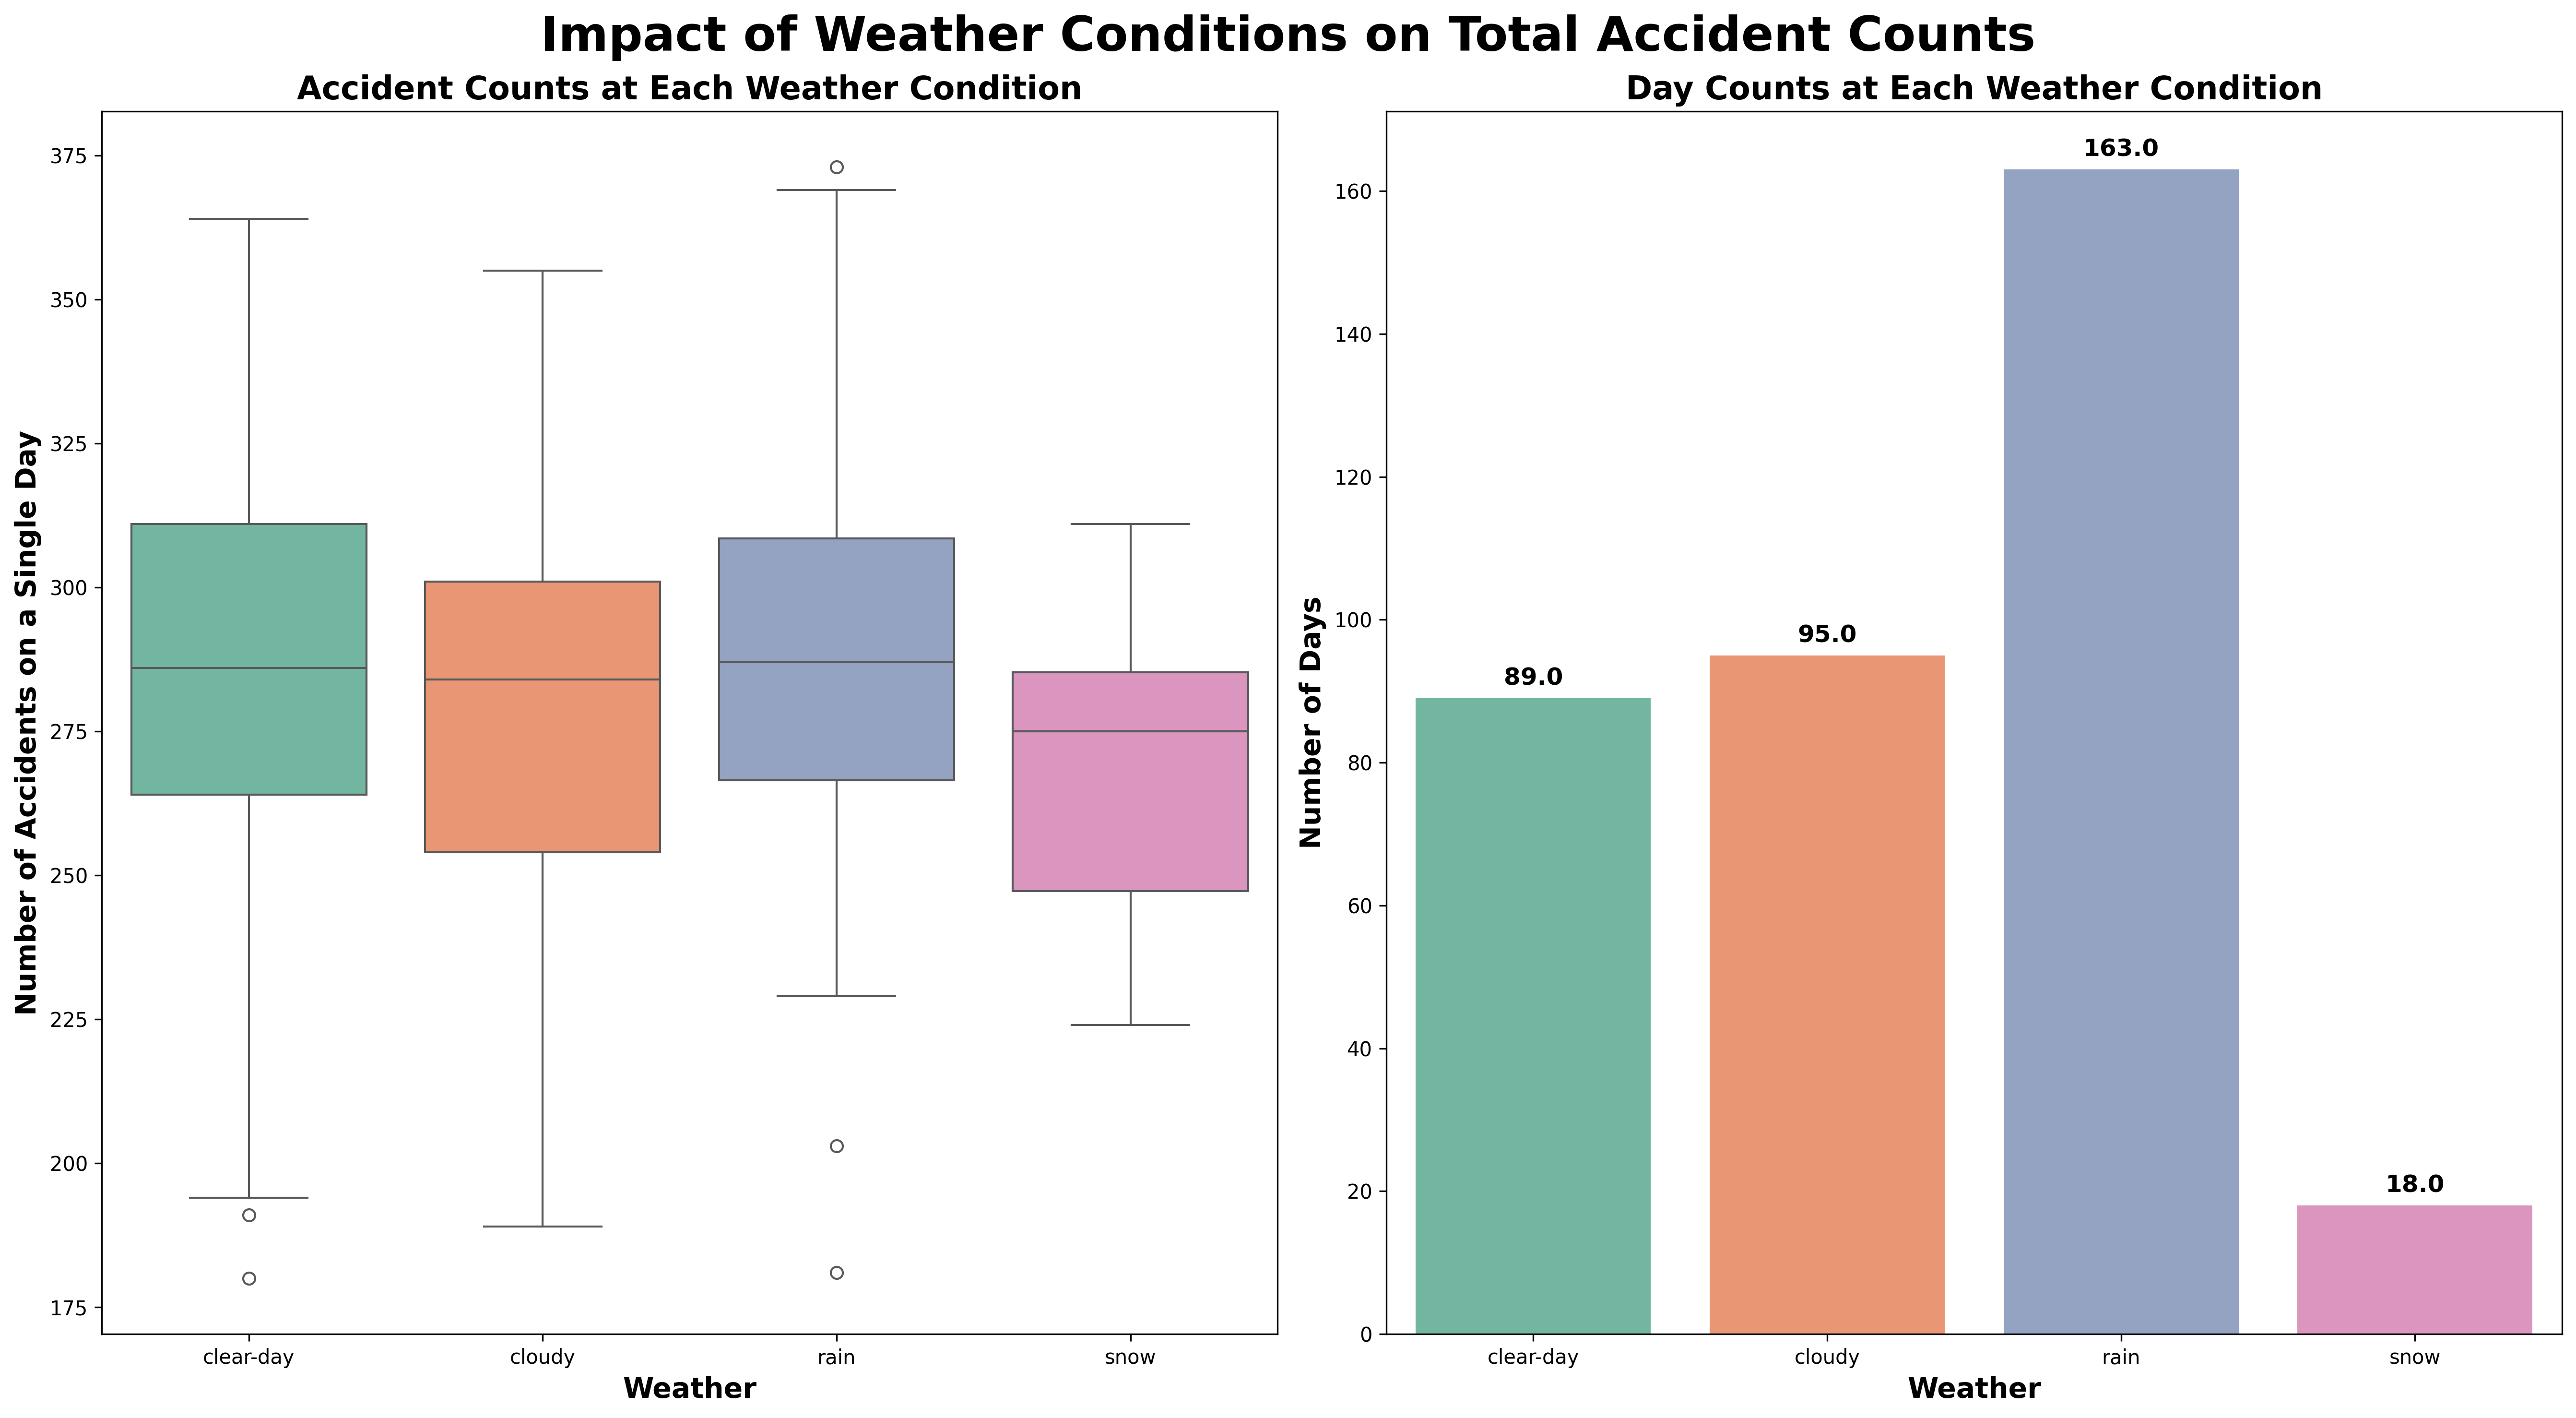 Impact of Weather Conditions on Total Accident Counts
Accident Counts at Each Weather Condition
Number of Accidents on a Single Day
375
350
325
300
275
250
225
200
175
clear-day cloudy rain snow
Weather
Day Counts at Each Weather Condition
Number of Days
160
140
120
100
80
60
40
20
0
89.0
95.0
163.0
18.0
clear-day cloudy rain snow
Weather